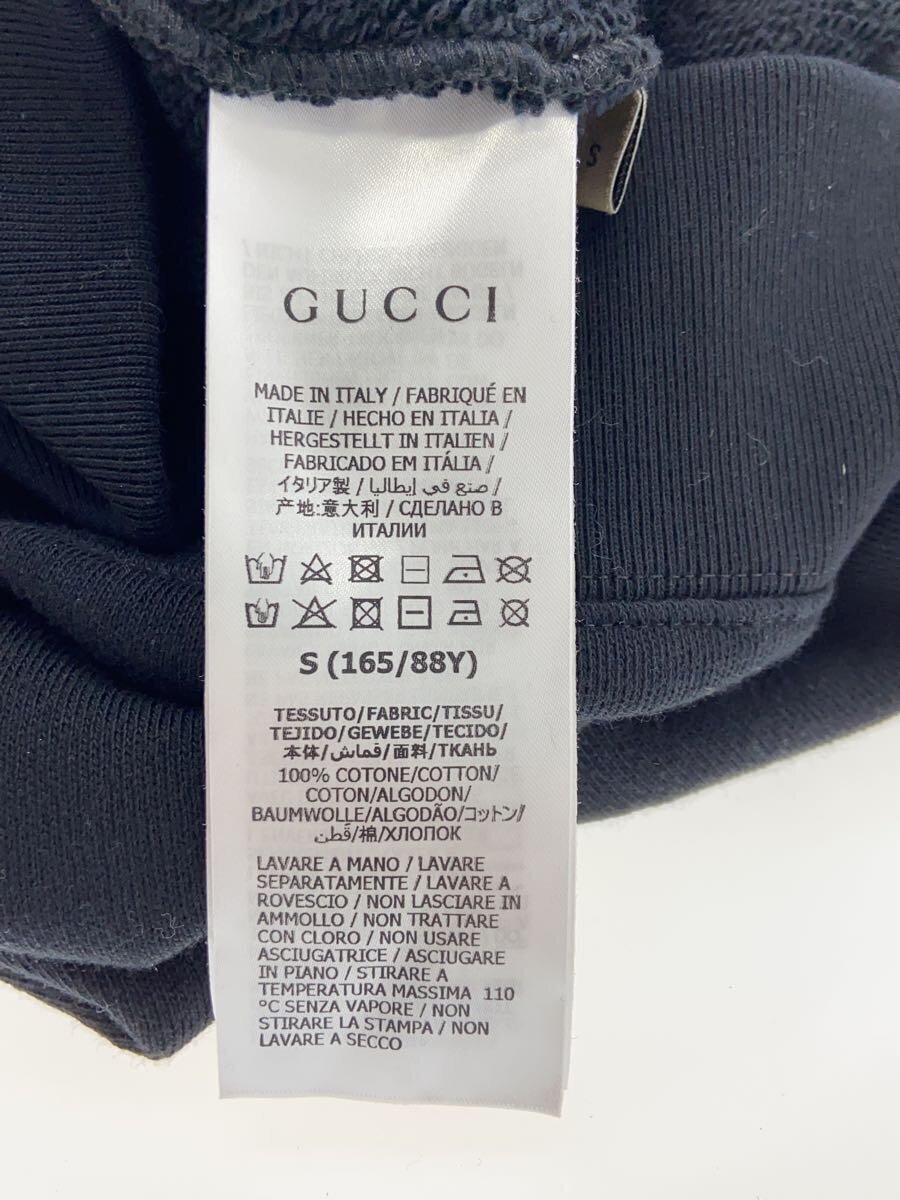 S
GUCCI
MADE IN ITALY / FABRIQUÉ EN
ITALIE / HECHO EN ITALIA /
HERGESTELLT IN ITALIEN /
FABRICADO EM ITÁLIA /
イタリア製 / صنع في إيطاليا /
产地:意大利 / СДЕЛАНО В
ИТАЛИИ
S (165/88Y)
TESSUTO/FABRIC/TISSU/
TEJIDO/GEWEBE/TECIDO/
本体/قماش/面料/ТКАНЬ
100% COTONE/COTTON/
COTON/ALGODON/
BAUMWOLLE/ALGODÃO/コットン/
قُطن/棉/ХЛОПОК
LAVARE A MANO / LAVARE
SEPARATAMENTE / LAVARE A
ROVESCIO / NON LASCIARE IN
AMMOLLO / NON TRATTARE
CON CLORO / NON USARE
ASCIUGATRICE / ASCIUGARE
IN PIANO / STIRARE A
TEMPERATURA MASSIMA 110
°C SENZA VAPORE / NON
STIRARE LA STAMPA / NON
LAVARE A SECCO